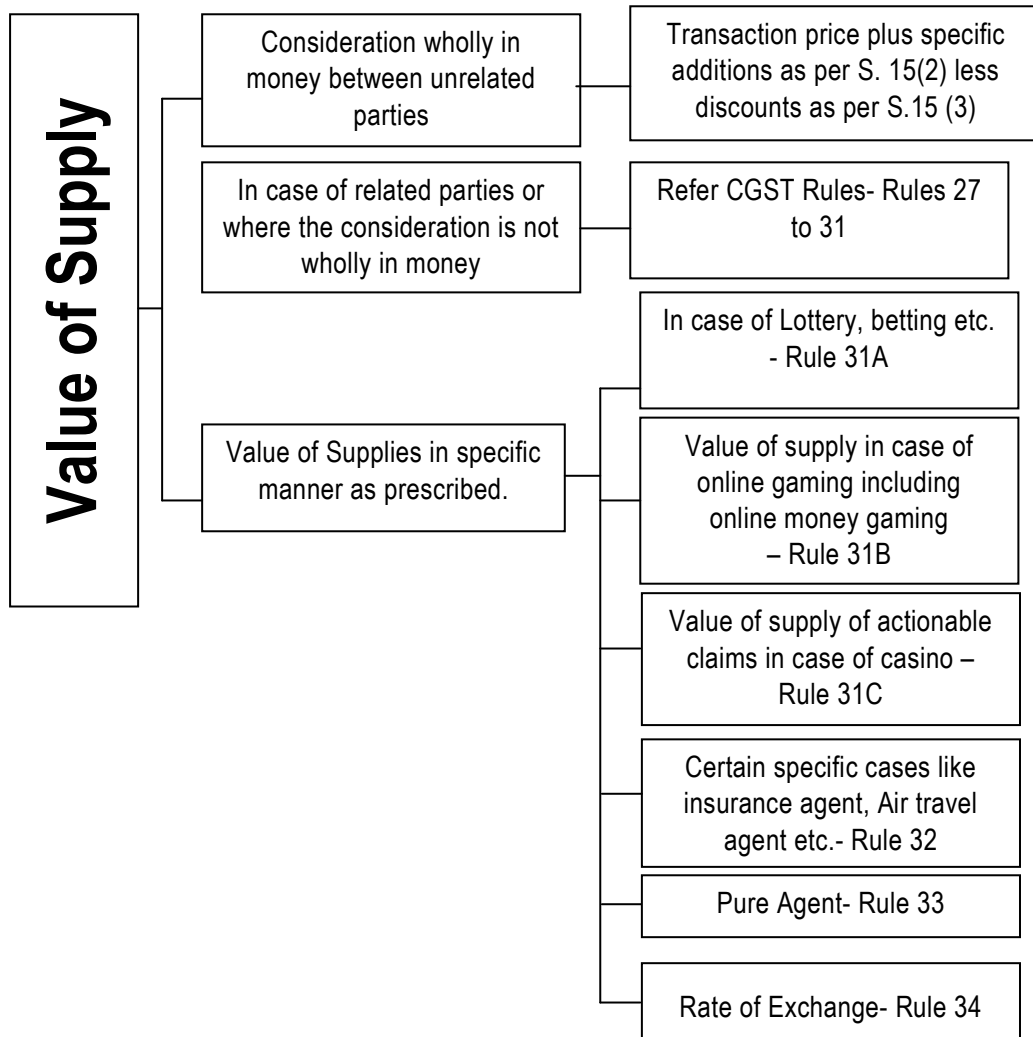 Value of Supply
Consideration wholly in
money between unrelated
parties
Transaction price plus specific
additions as per S. 15(2) less
discounts as per S.15 (3)
In case of related parties or
where the consideration is not
wholly in money
Refer CGST Rules- Rules 27
to 31
Value of Supplies in specific
manner as prescribed.
In case of Lottery, betting etc.
- Rule 31A
Value of supply in case of
online gaming including
online money gaming
– Rule 31B
Value of supply of actionable
claims in case of casino –
Rule 31C
Certain specific cases like
insurance agent, Air travel
agent etc.- Rule 32
Pure Agent- Rule 33
Rate of Exchange- Rule 34